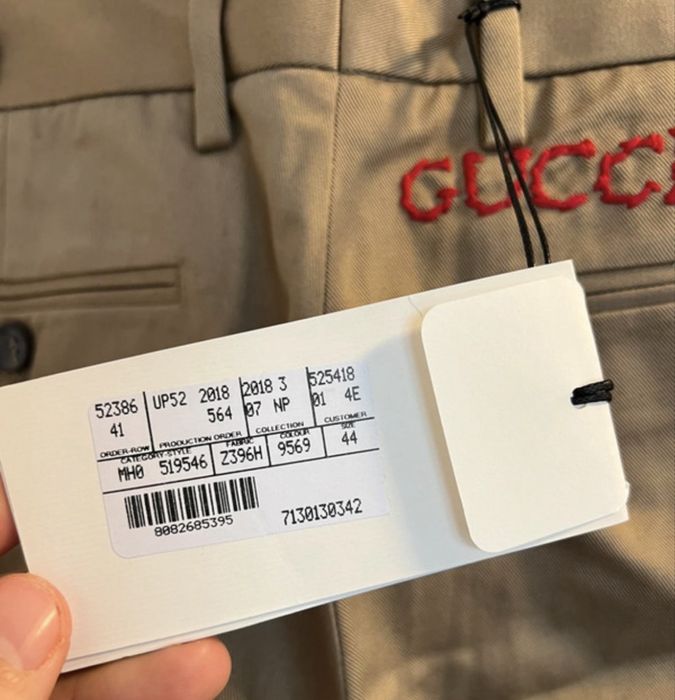 GUCCI
52386 UP52 2018 2018 3 525418
41 564 07 NP 01 4E
ORDER-ROW PRODUCTION ORDER COLLECTION CUSTOMER
CATEGORY-STYLE FABRIC COLOUR SIZE
MH0 519546 Z396H 9569 44
8082685395 7130130342